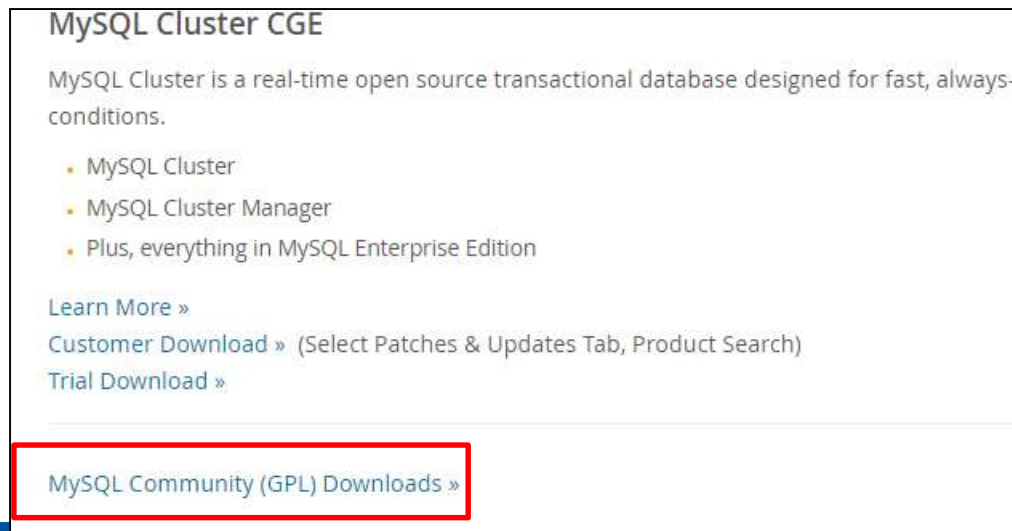 MySQL Cluster CGE
MySQL Cluster is a real-time open source transactional database designed for fast, always-
conditions.
• MySQL Cluster
• MySQL Cluster Manager
• Plus, everything in MySQL Enterprise Edition
Learn More »
Customer Download » (Select Patches & Updates Tab, Product Search)
Trial Download »
MySQL Community (GPL) Downloads »